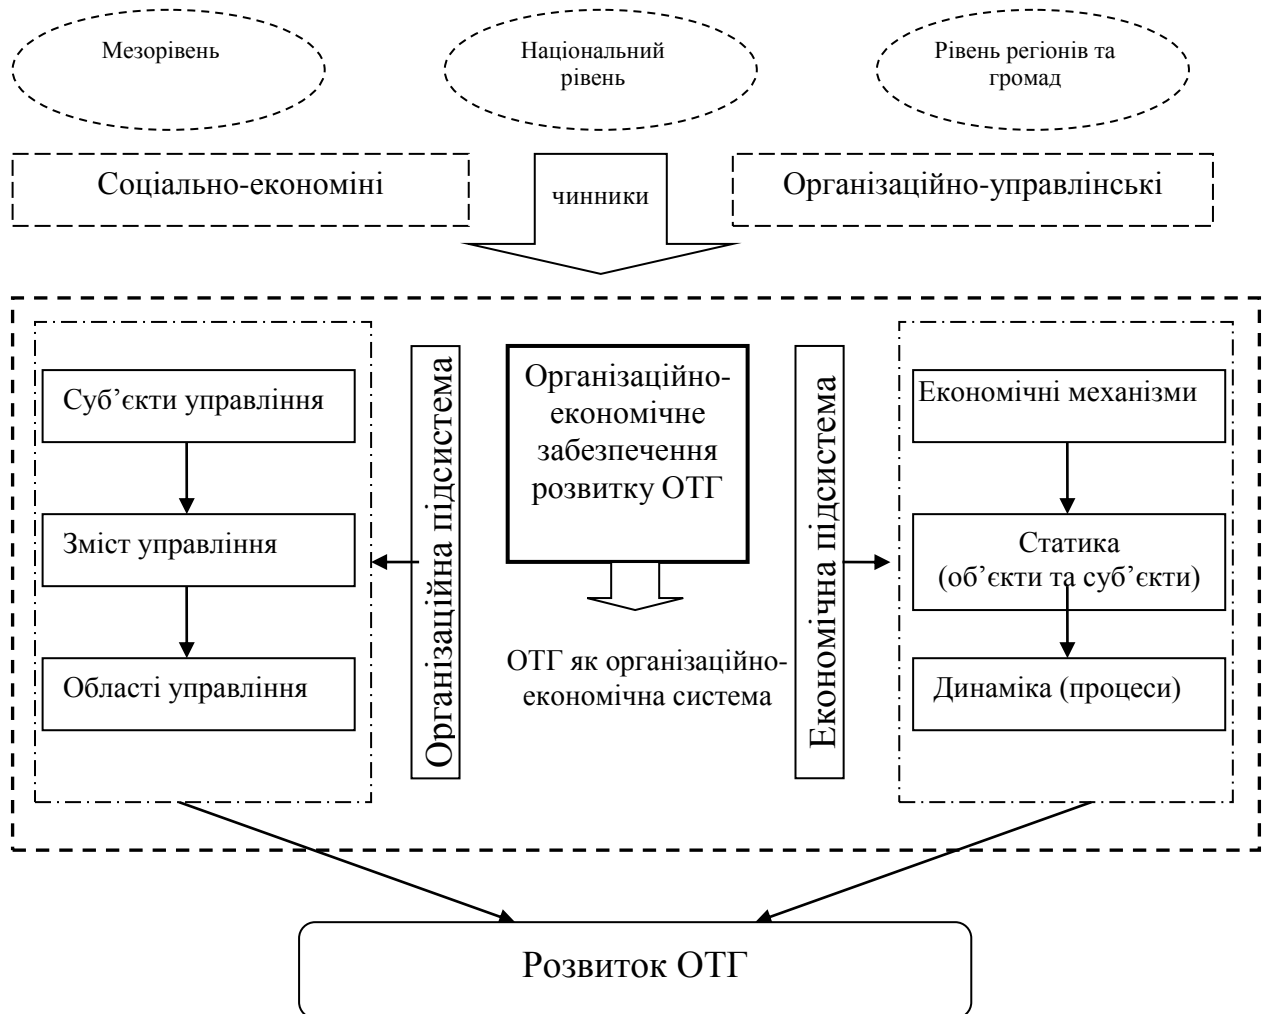 Мезорівень
Національний
рівень
Рівень регіонів та
громад
Соціально-економіні
чинники
Організаційно-управлінські
Суб’єкти управління
Зміст управління
Області управління
Організаційна підсистема
Організаційно-
економічне
забезпечення
розвитку ОТГ
ОТГ як організаційно-
економічна система
Економічна підсистема
Економічні механізми
Статика
(об’єкти та суб’єкти)
Динаміка (процеси)
Розвиток ОТГ